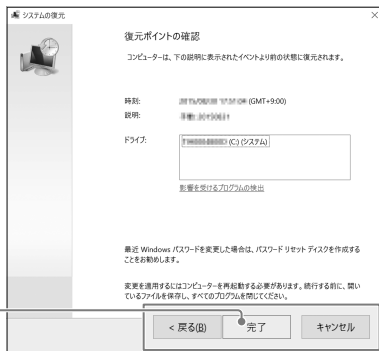 システムの復元
復元ポイントの確認
コンピューターは、下の説明に表示されたイベントより前の状態に復元されます。
時刻: (GMT+9:00)
説明:
ドライブ: (C:) (システム)
影響を受けるプログラムの検出
最近 Windows パスワードを変更した場合は、パスワード リセット ディスクを作成する
ことをお勧めします。
変更を適用するにはコンピューターを再起動する必要があります。続行する前に、開い
ているファイルを保存し、すべてのプログラムを閉じてください。
< 戻る(B) 完了 キャンセル